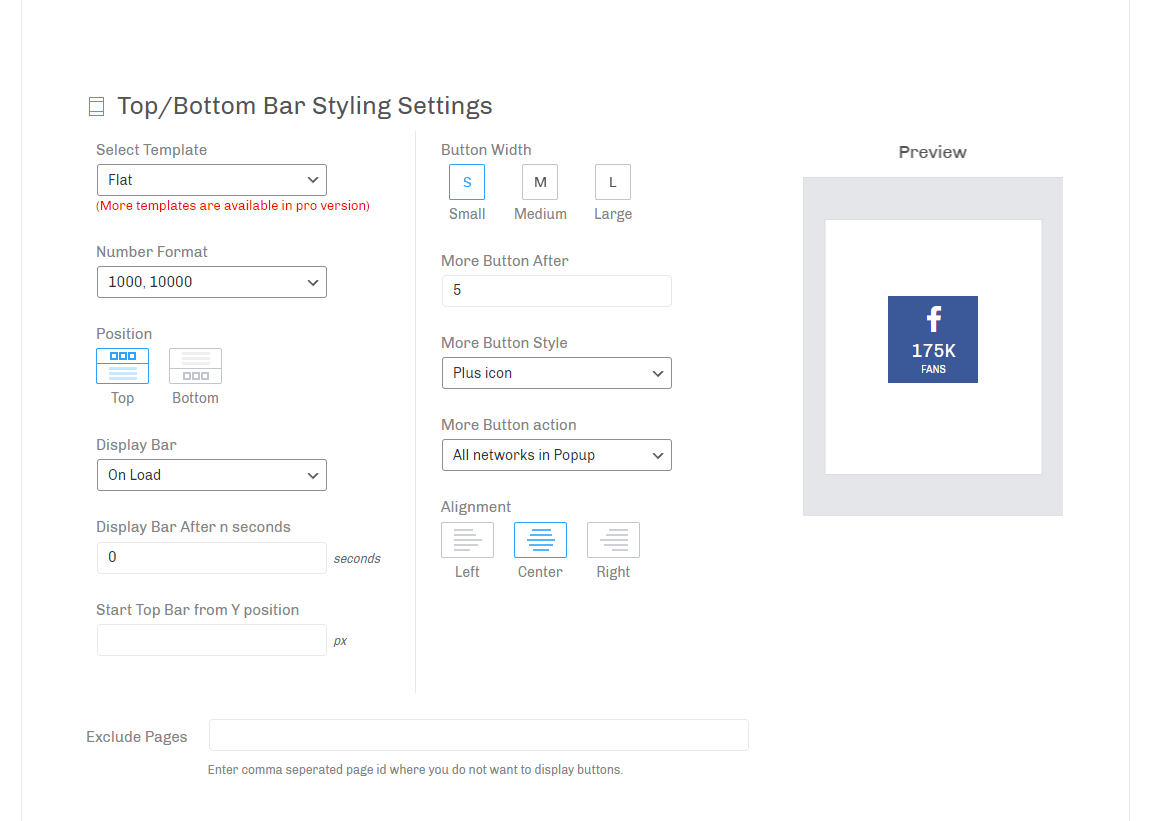 Top/Bottom Bar Styling Settings
Select Template
Flat
(More templates are available in pro version)
Number Format
1000, 10000
Position
Top
Bottom
Display Bar
On Load
Display Bar After n seconds
0
seconds
Start Top Bar from Y position
px
Button Width
S
M
L
Small
Medium
Large
More Button After
5
More Button Style
Plus icon
More Button action
All networks in Popup
Alignment
Left
Center
Right
Preview
175K
FANS
Exclude Pages
Enter comma seperated page id where you do not want to display buttons.